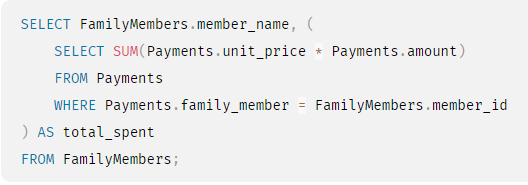 SELECT FamilyMembers.member_name, (
    SELECT SUM(Payments.unit_price * Payments.amount)
    FROM Payments
    WHERE Payments.family_member = FamilyMembers.member_id
) AS total_spent
FROM FamilyMembers;